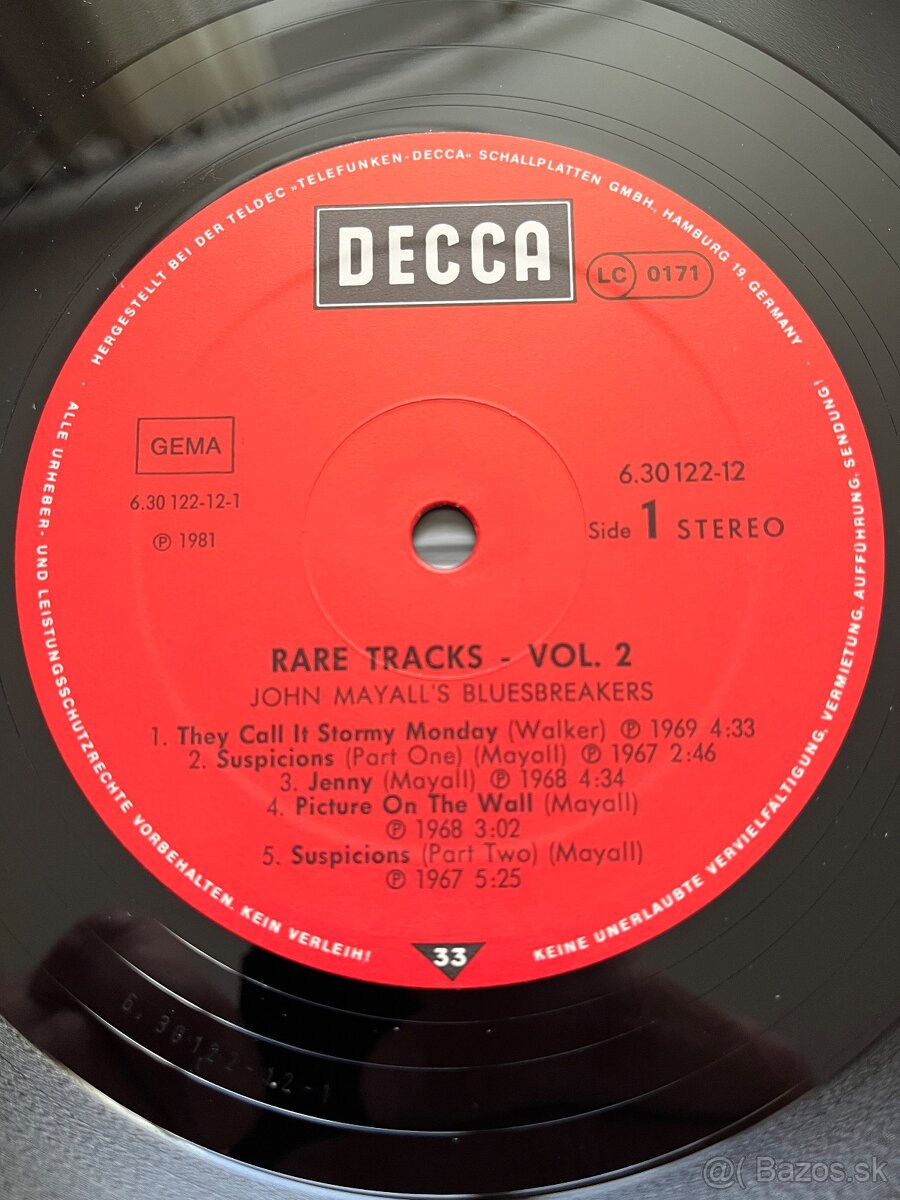 HERGESTELLT BEI DER TELDEC »TELEFUNKEN-DECCA« SCHALLPLATTEN GMBH., HAMBURG 19, GERMANY ·
DECCA
LC 0171
GEMA
6.30 122-12-1
℗ 1981
6.30122-12
Side 1 STEREO
RARE TRACKS - VOL. 2
JOHN MAYALL'S BLUESBREAKERS
1. They Call It Stormy Monday (Walker) ℗ 1969 4:33
2. Suspicions (Part One) (Mayall) ℗ 1967 2:46
3. Jenny (Mayall) ℗ 1968 4:34
4. Picture On The Wall (Mayall)
℗ 1968 3:02
5. Suspicions (Part Two) (Mayall)
℗ 1967 5:25
33
· ALLE URHEBER- UND LEISTUNGSSCHUTZRECHTE VORBEHALTEN. KEIN VERLEIH!
KEINE UNERLAUBTE VERVIELFÄLTIGUNG, VERMIETUNG, AUFFÜHRUNG, SENDUNG!
6.30122-12-1
@( Bazos.sk